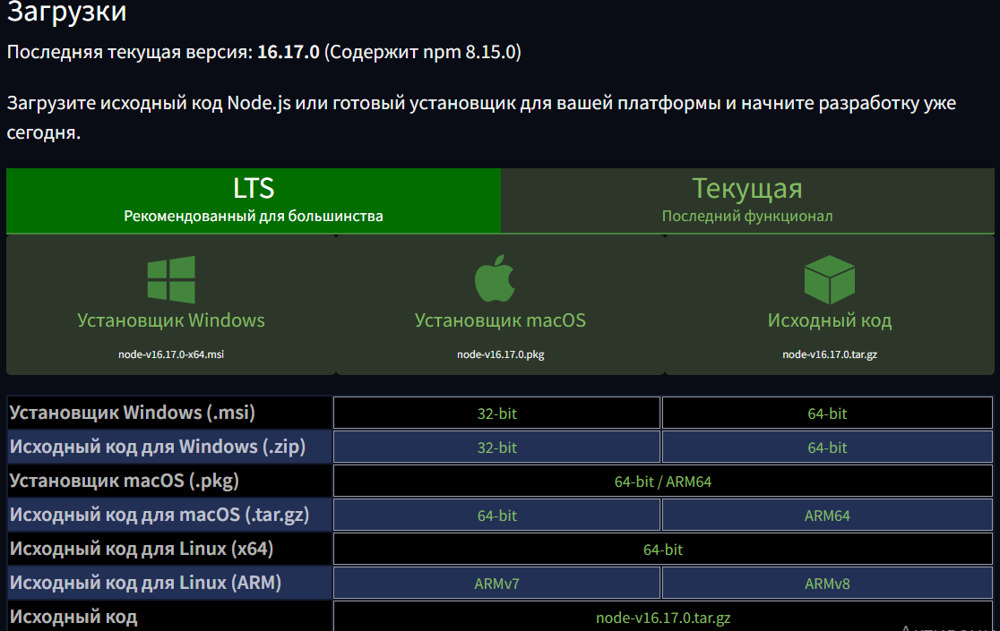 Загрузки
Последняя текущая версия: 16.17.0 (Содержит npm 8.15.0)
Загрузите исходный код Node.js или готовый установщик для вашей платформы и начните разработку уже
сегодня.
LTS Текущая
Рекомендованный для большинства Последний функционал
Установщик Windows Установщик macOS Исходный код
node-v16.17.0-x64.msi node-v16.17.0.pkg node-v16.17.0.tar.gz
Установщик Windows (.msi) 32-bit 64-bit
Исходный код для Windows (.zip) 32-bit 64-bit
Установщик macOS (.pkg) 64-bit / ARM64
Исходный код для macOS (.tar.gz) 64-bit ARM64
Исходный код для Linux (x64) 64-bit
Исходный код для Linux (ARM) ARMv7 ARMv8
Исходный код node-v16.17.0.tar.gz